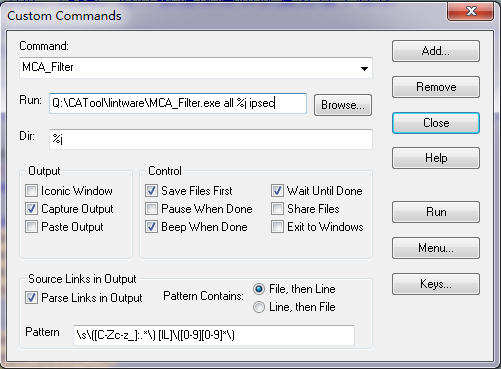 Custom Commands
Command:
MCA_Filter
Run:
Q:\CATool\lintware\MCA_Filter.exe all %j ipsec
Browse...
Dir:
%j
Output
Iconic Window
Capture Output
Paste Output
Control
Save Files First
Pause When Done
Beep When Done
Wait Until Done
Share Files
Exit to Windows
Source Links in Output
Parse Links in Output
Pattern Contains:
File, then Line
Line, then File
Pattern
\s\([C-Zc-z_]:.*\) [IL]\([0-9][0-9]*\)
Add...
Remove
Close
Help
Run
Menu...
Keys...